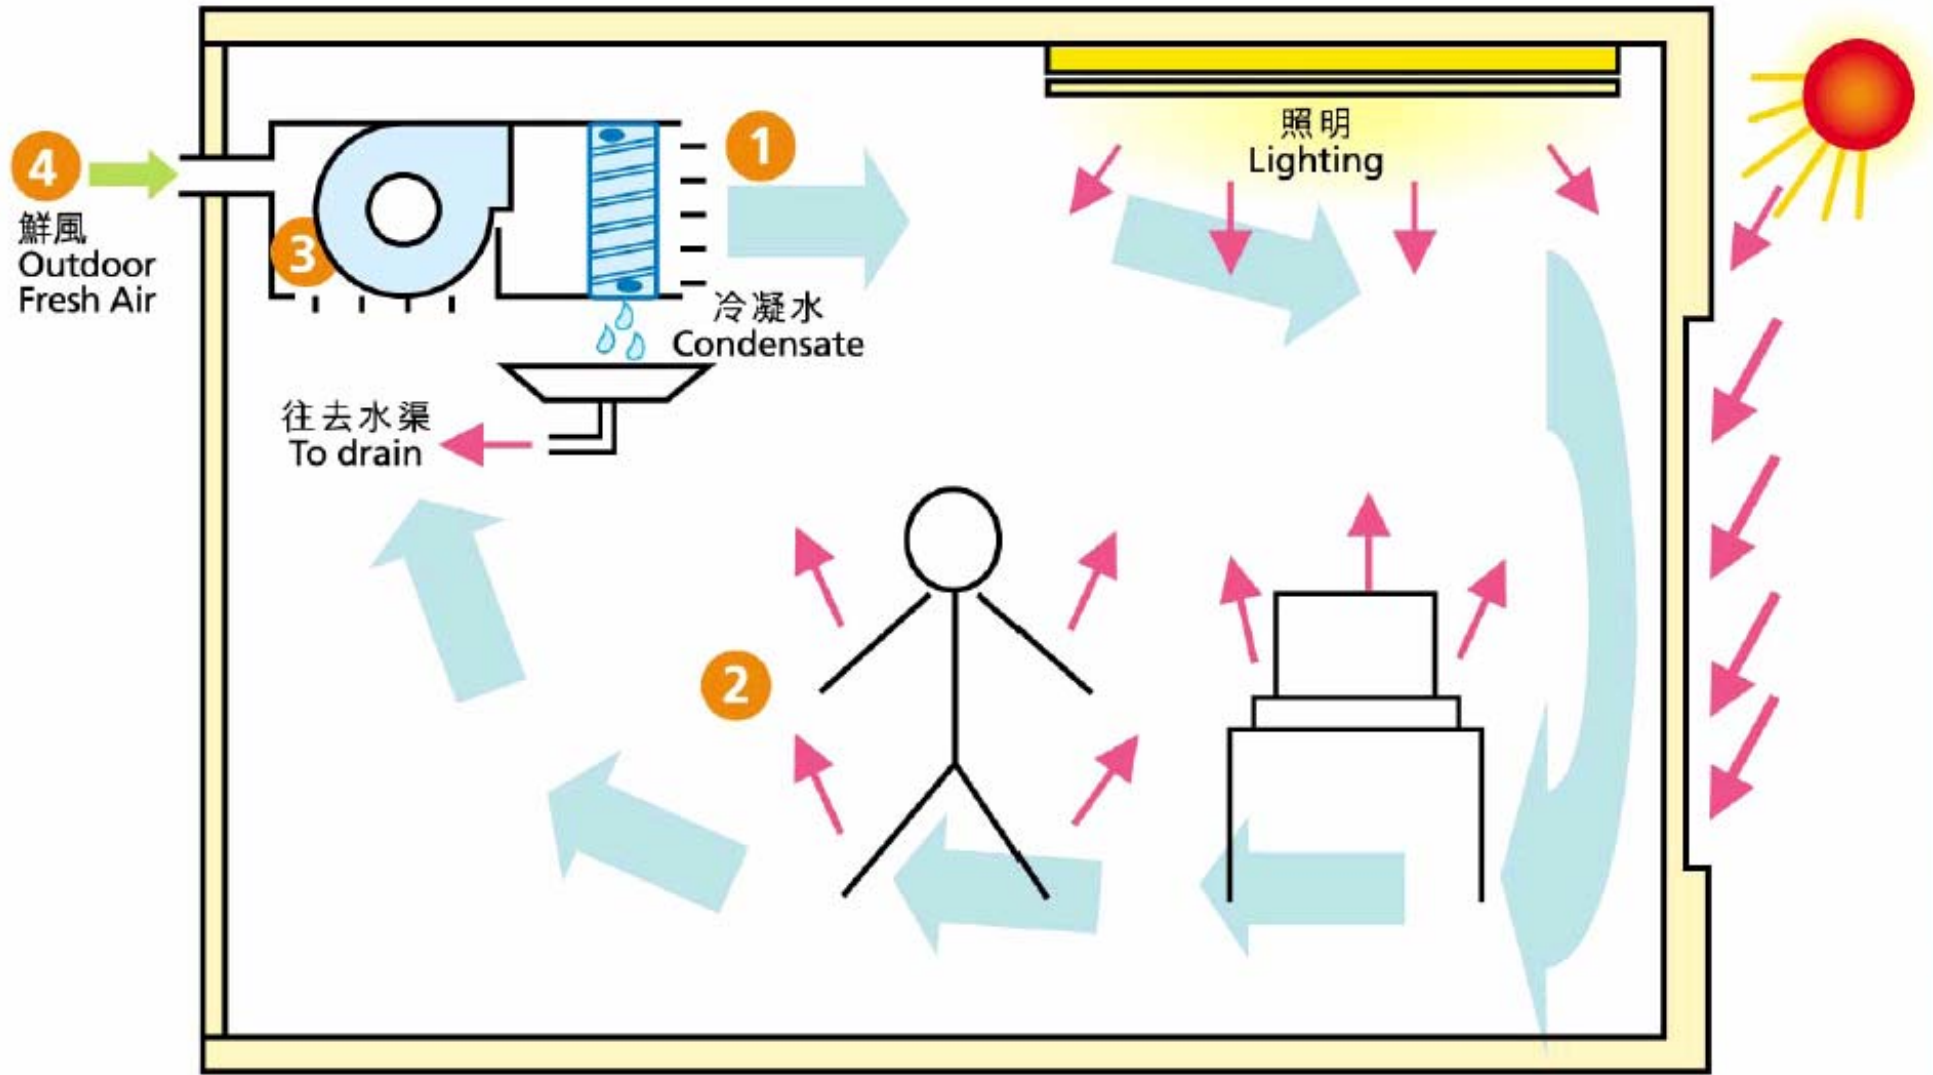 4
鮮風
Outdoor
Fresh Air
3
1
照明
Lighting
冷凝水
Condensate
往去水渠
To drain
2